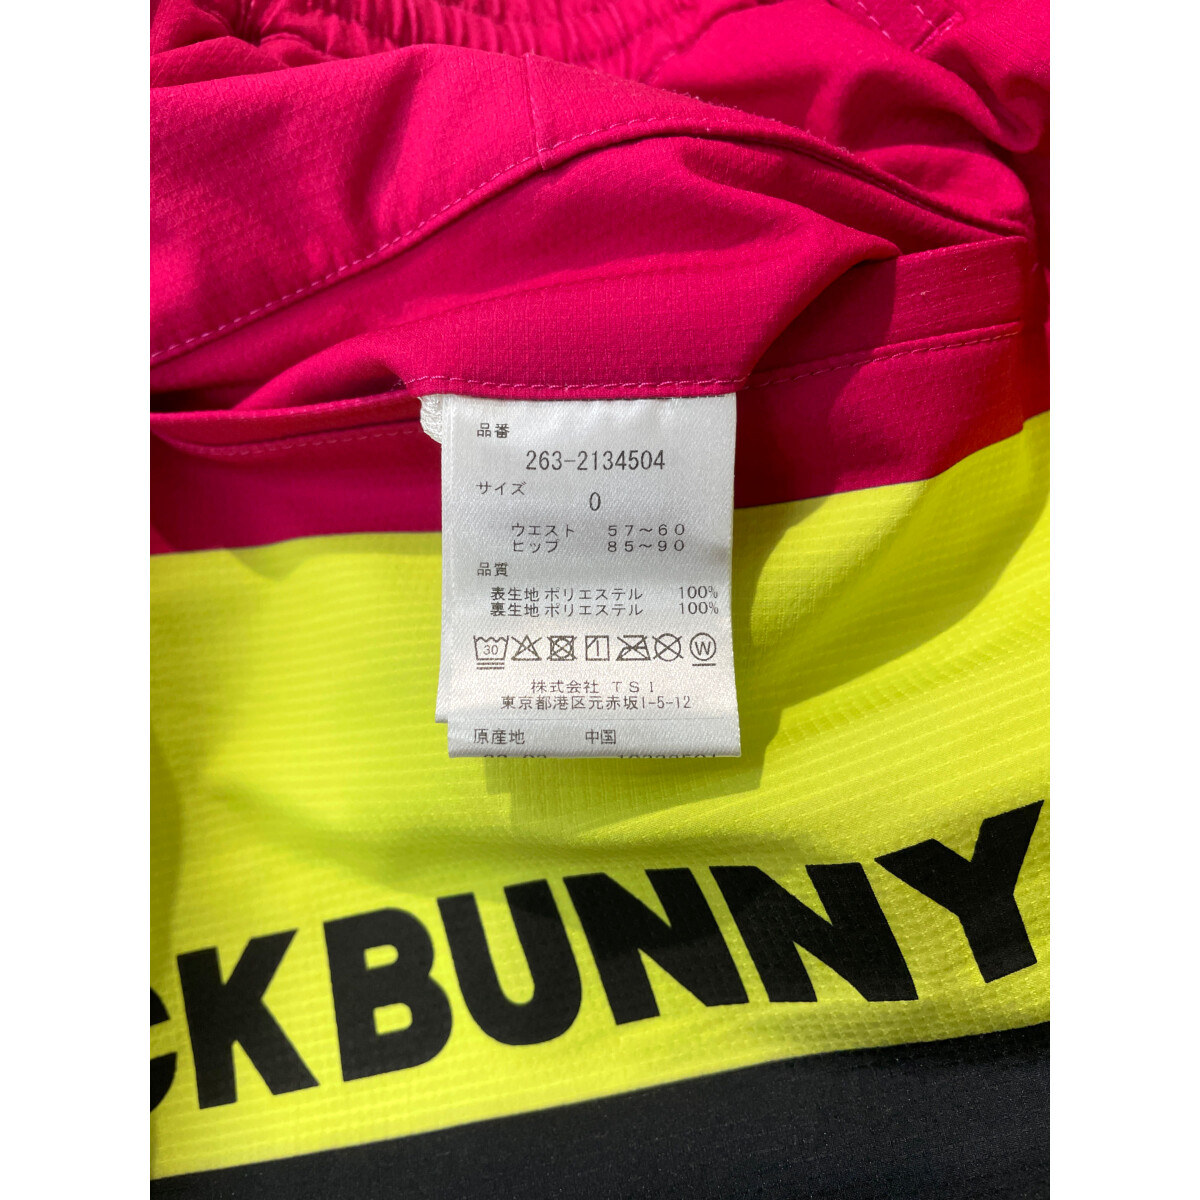 品番
263-2134504
サイズ
0
ウエスト 57～60
ヒップ 85～90
品質
表生地 ポリエステル 100%
裏生地 ポリエステル 100%
30 W
株式会社 TSI
東京都港区元赤坂1-5-12
原産地 中国
CKBUNNY